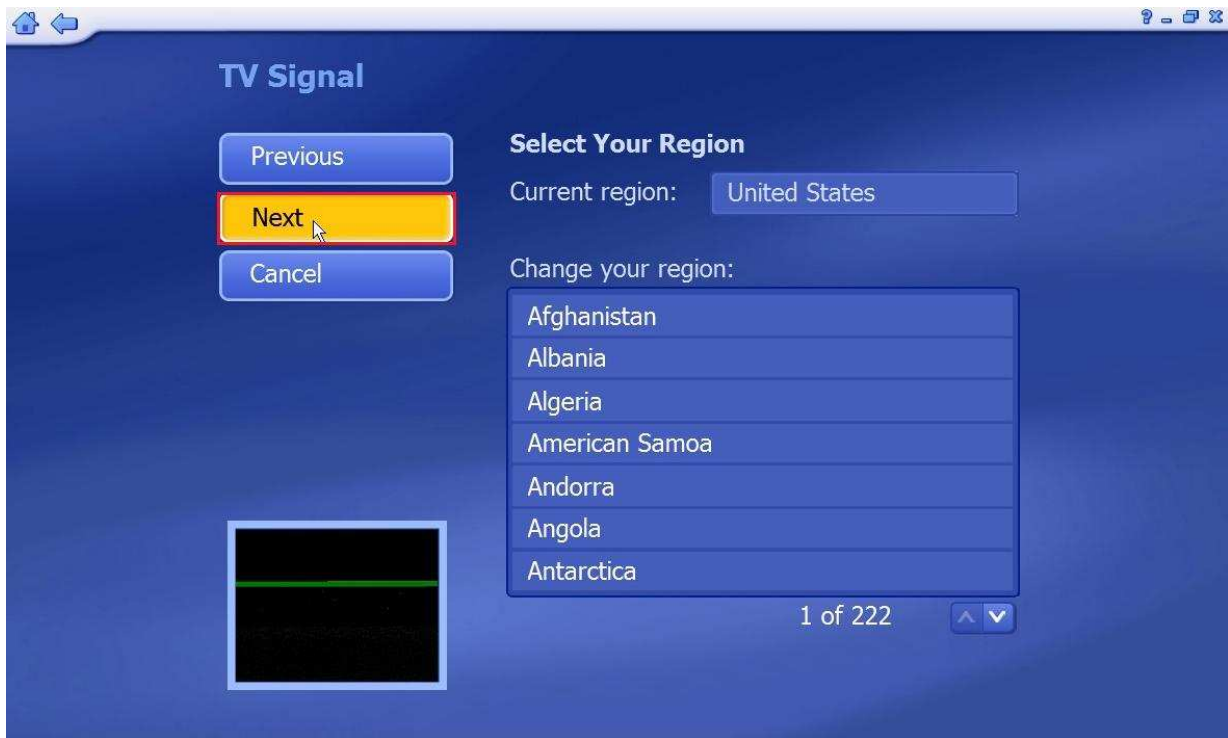 TV Signal
Previous
Next
Cancel
Select Your Region
Current region: United States
Change your region:
Afghanistan
Albania
Algeria
American Samoa
Andorra
Angola
Antarctica
1 of 222